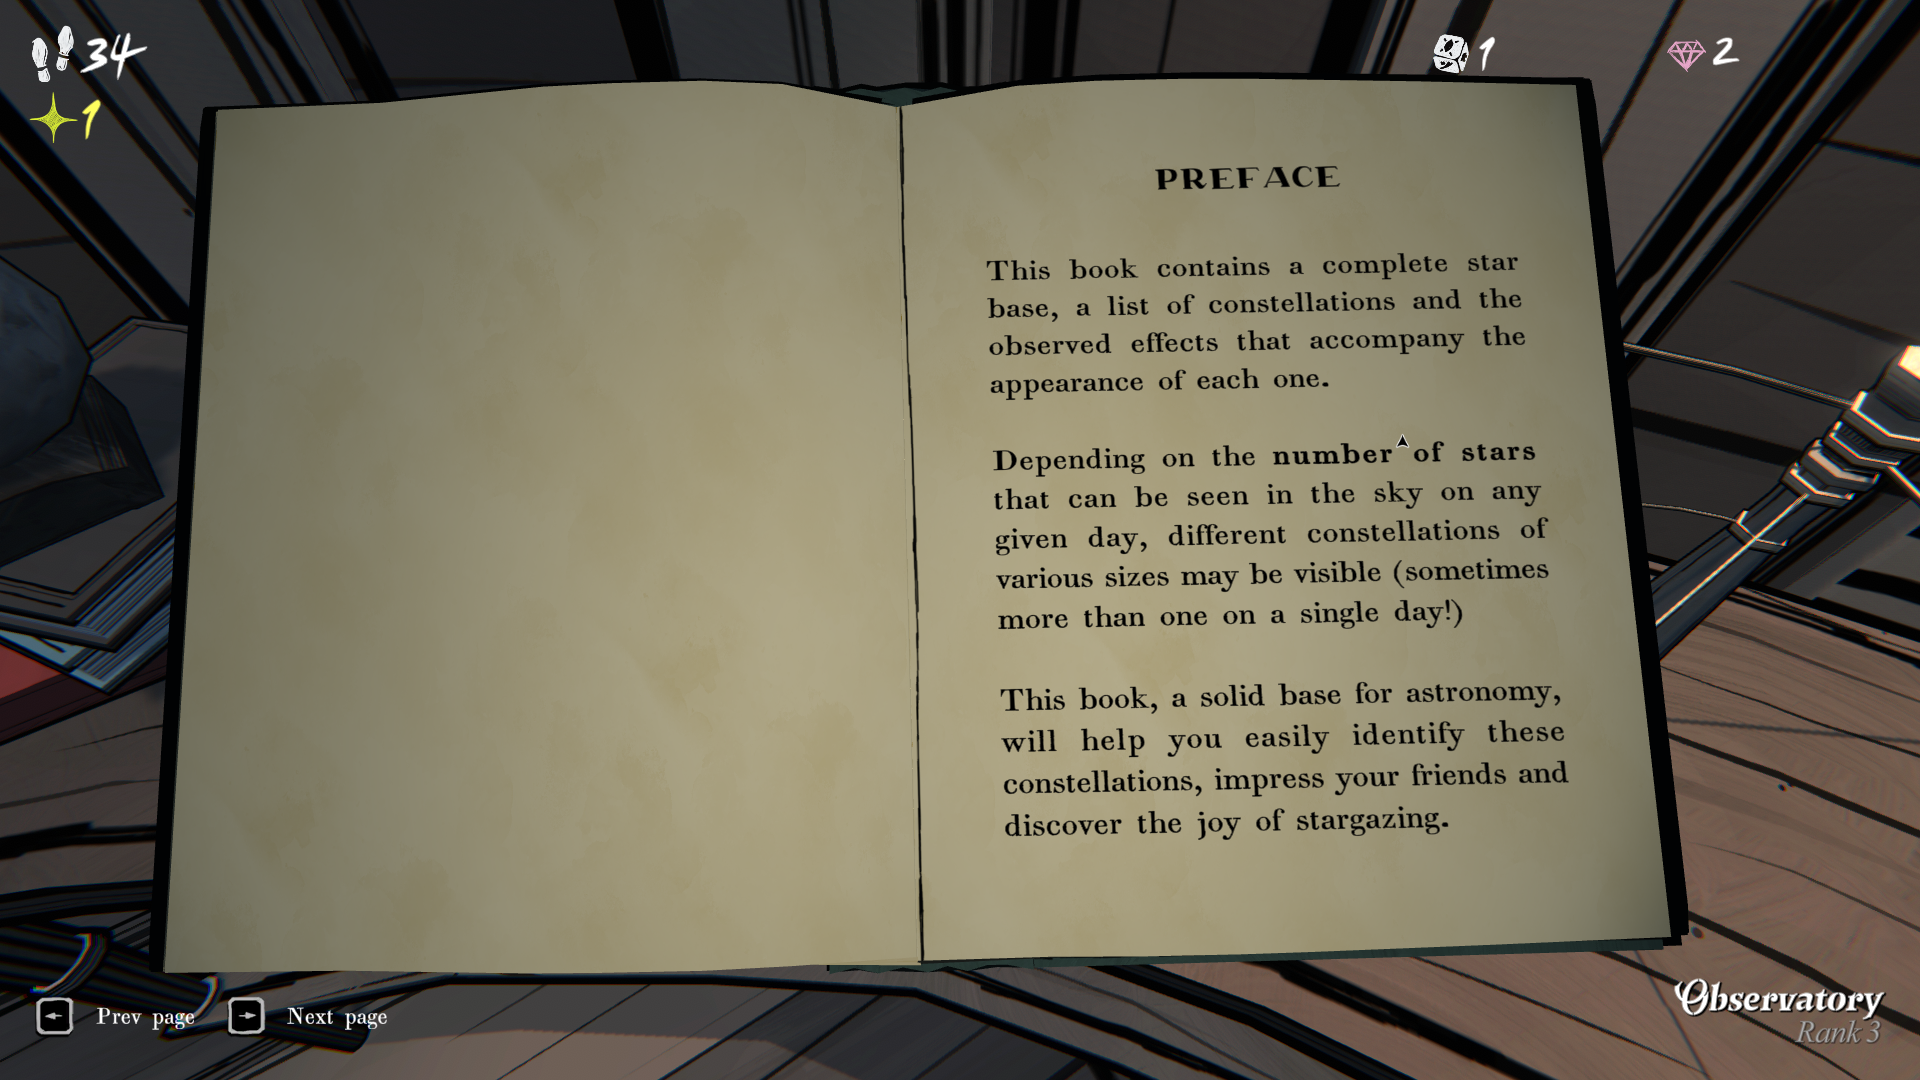 34
1
1
2
PREFACE
This book contains a complete star
base, a list of constellations and the
observed effects that accompany the
appearance of each one.
Depending on the number of stars
that can be seen in the sky on any
given day, different constellations of
various sizes may be visible (sometimes
more than one on a single day!)
This book, a solid base for astronomy,
will help you easily identify these
constellations, impress your friends and
discover the joy of stargazing.
Prev page
Next page
Observatory
Rank 3